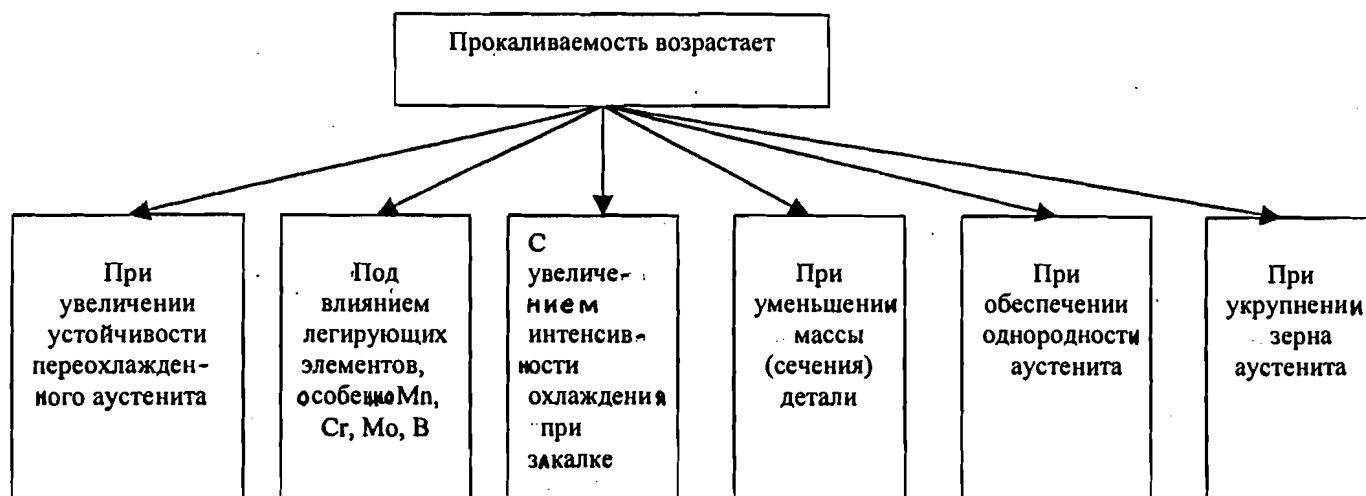 Прокаливаемость возрастает
При
увеличении
устойчивости
переохлажден-
ного аустенита
Под
влиянием
легирующих
элементов,
особенно Mn,
Cr, Mo, B
С
увеличе-
нием
интенсив-
ности
охлаждения
при
закалке
При
уменьшении
массы
(сечения)
детали
При
обеспечении
однородности
аустенита
При
укрупнении
зерна
аустенита